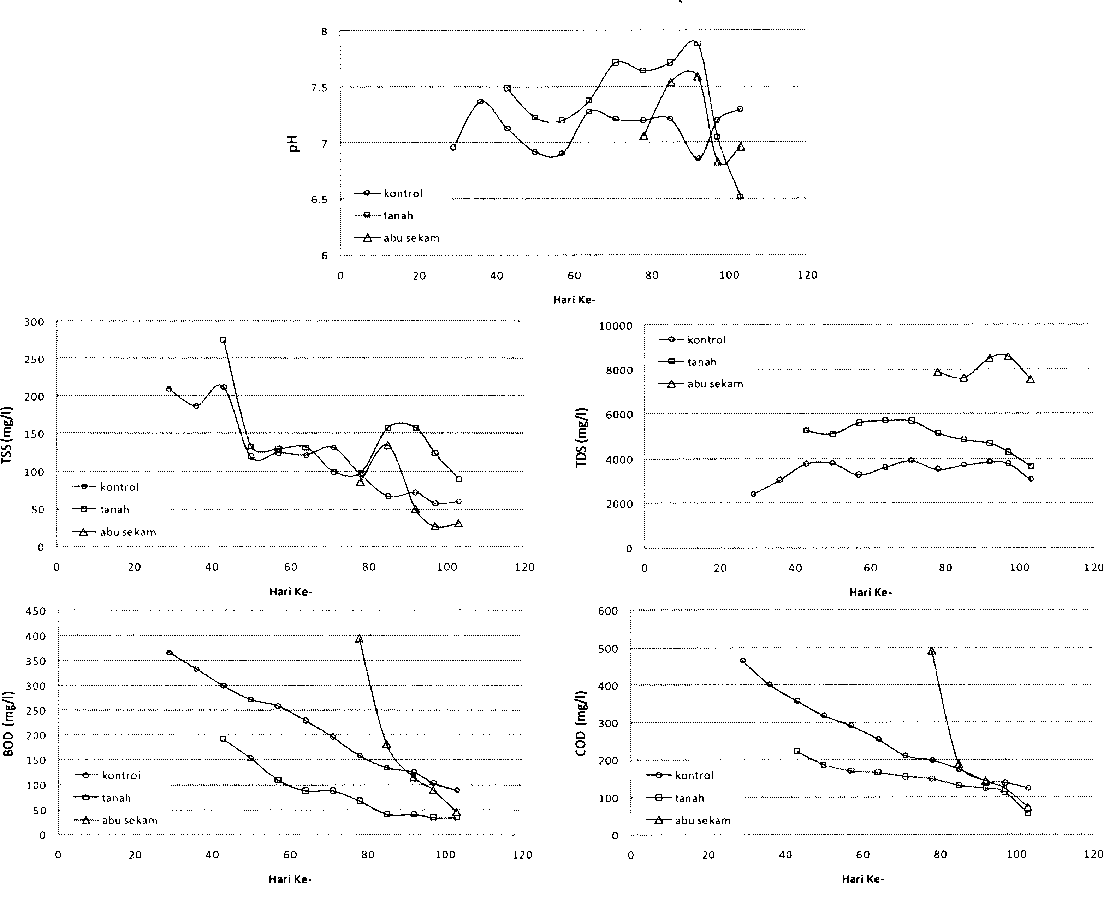 8
7.5
7
6.5
6
pH
kontrol
tanah
abu sekam
0 20 40 60 80 100 120
Hari Ke-
300
250
200
150
100
50
0
TSS (mg/l)
kontrol
tanah
abu sekam
0 20 40 60 80 100 120
Hari Ke-
10000
8000
6000
4000
2000
0
TDS (mg/l)
kontrol
tanah
abu sekam
0 20 40 60 80 100 120
Hari Ke-
450
400
350
300
250
200
150
100
50
0
BOD (mg/l)
kontrol
tanah
abu sekam
0 20 40 60 80 100 120
Hari Ke-
600
500
400
300
200
100
0
COD (mg/l)
kontrol
tanah
abu sekam
0 20 40 60 80 100 120
Hari Ke-